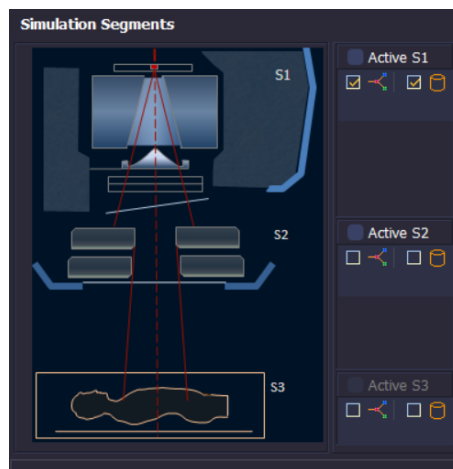 Simulation Segments
S1
Active S1
S2
Active S2
S3
Active S3